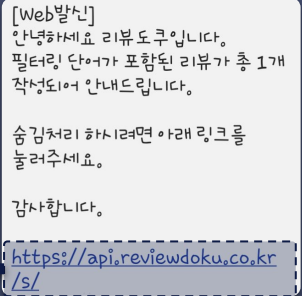 [Web발신]
안녕하세요 리뷰도쿠입니다.
필터링 단어가 포함된 리뷰가 총 1개
작성되어 안내드립니다.
숨김처리 하시려면 아래 링크를
눌러주세요.
감사합니다.
https://api.reviewdoku.co.kr
/s/